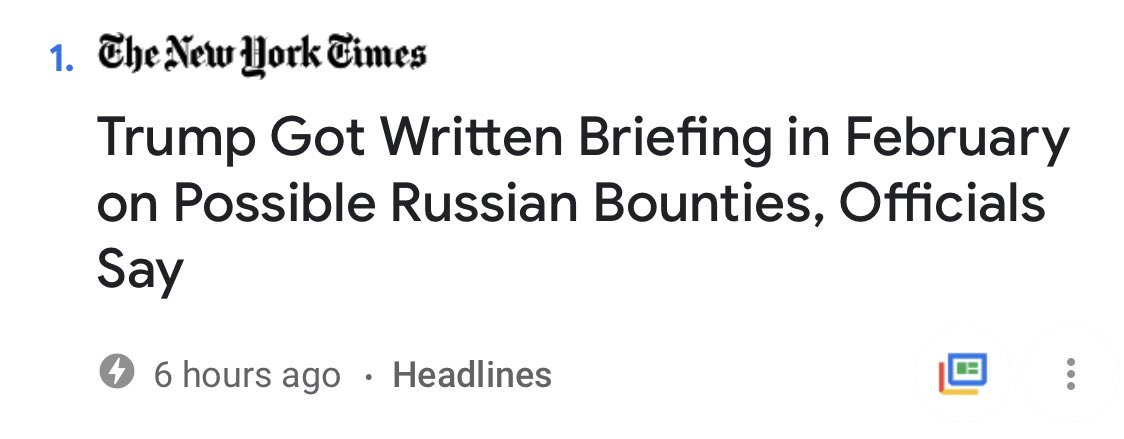 1. The New York Times
Trump Got Written Briefing in February
on Possible Russian Bounties, Officials
Say
6 hours ago · Headlines